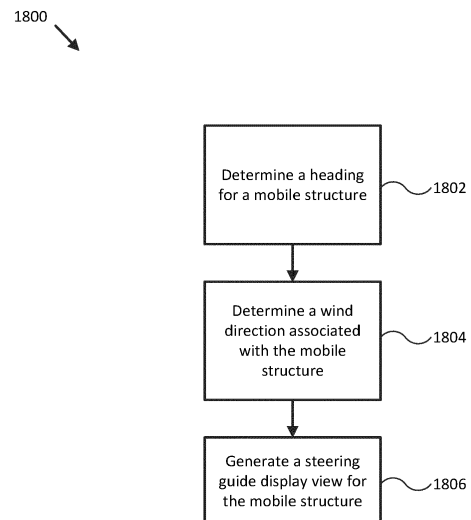 1800
Determine a heading
for a mobile structure
1802
Determine a wind
direction associated
with the mobile
structure
1804
Generate a steering
guide display view for
the mobile structure
1806